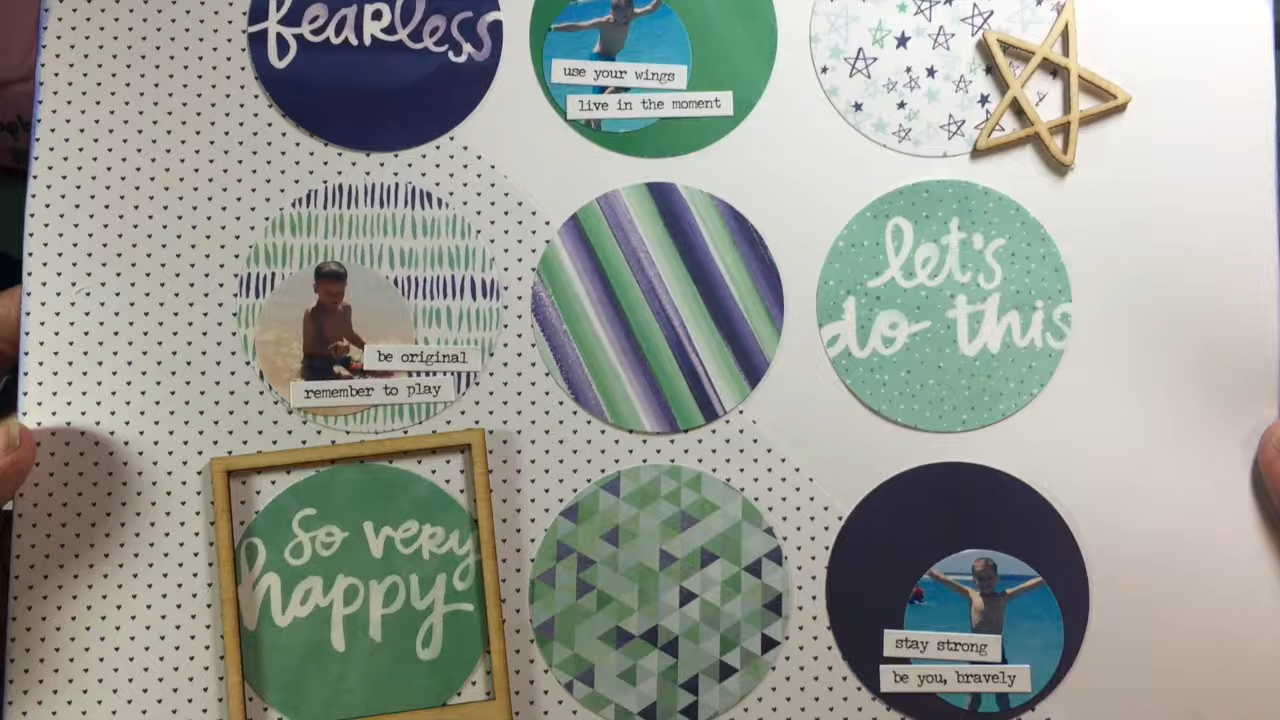 fearless
use your wings
live in the moment
be original
remember to play
let's
do this
so very
happy
stay strong
be you, bravely